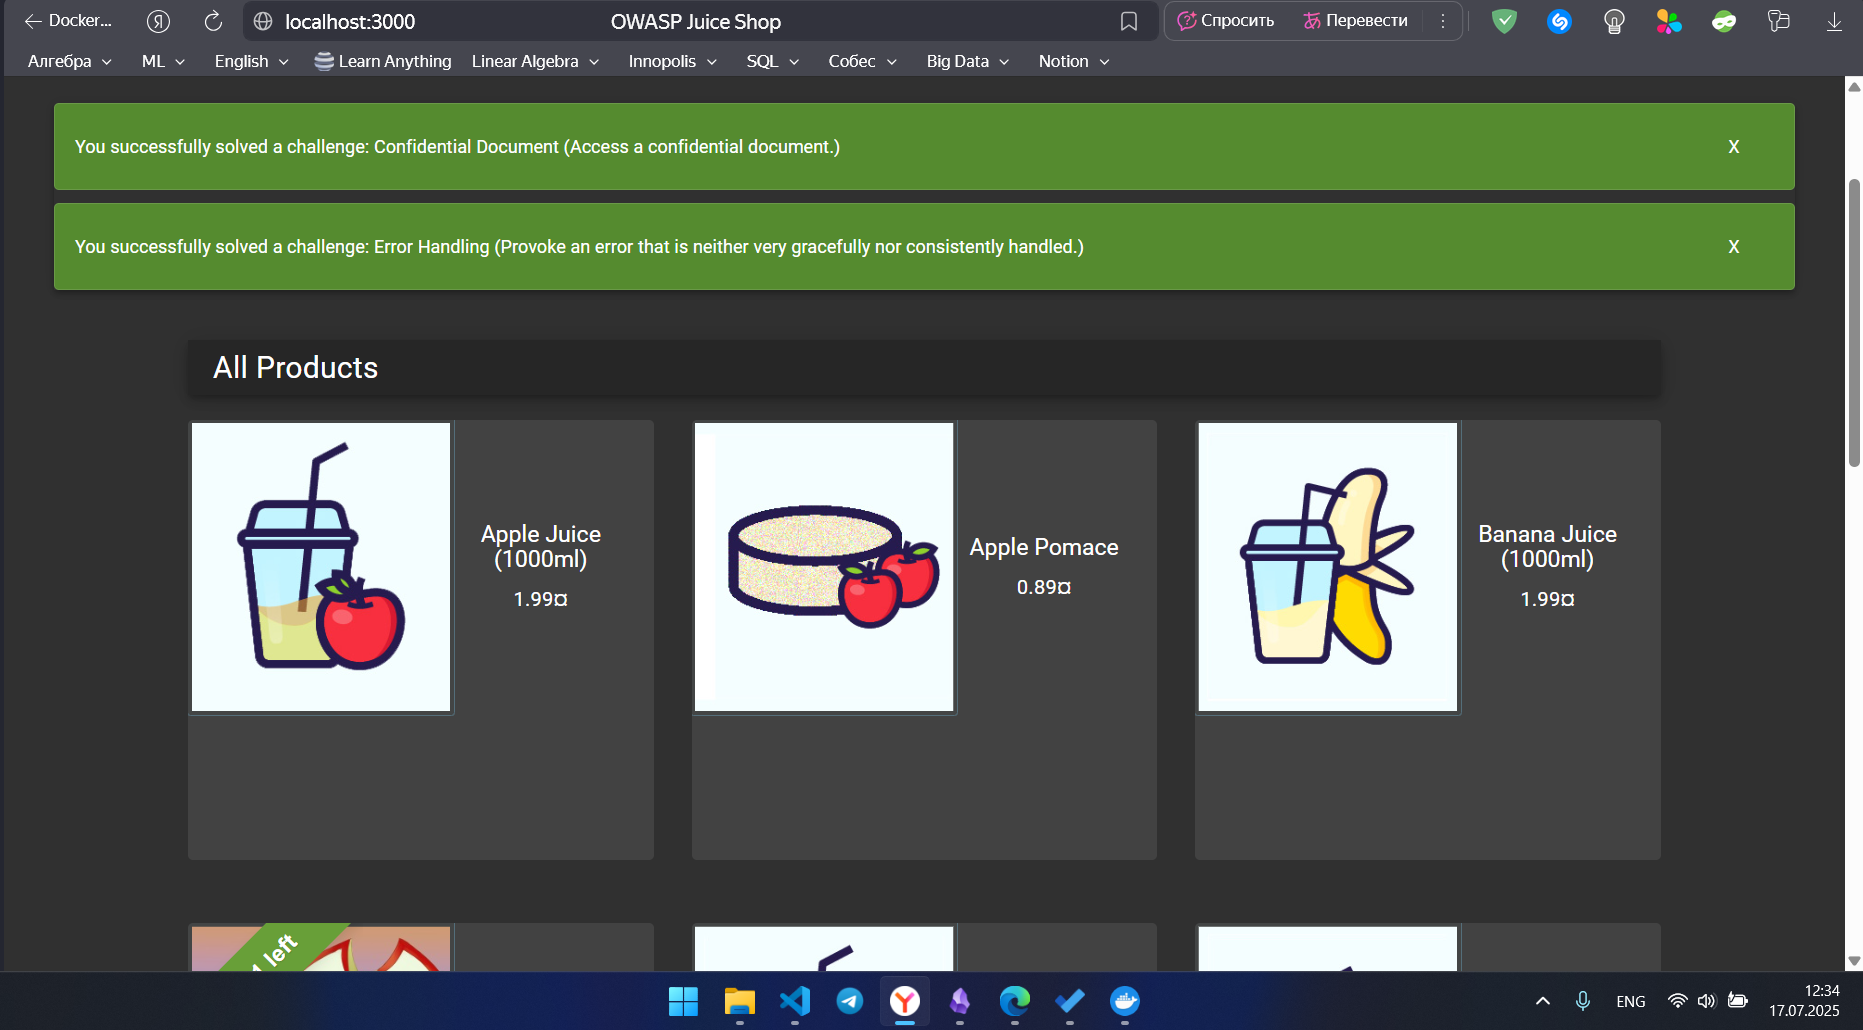 Docker...
Я
localhost:3000
OWASP Juice Shop
Спросить
Перевести
Алгебра
ML
English
Learn Anything
Linear Algebra
Innopolis
SQL
Собес
Big Data
Notion
You successfully solved a challenge: Confidential Document (Access a confidential document.)
X
You successfully solved a challenge: Error Handling (Provoke an error that is neither very gracefully nor consistently handled.)
X
All Products
Apple Juice
(1000ml)
1.99¤
Apple Pomace
0.89¤
Banana Juice
(1000ml)
1.99¤
1 left
ENG
12:34
17.07.2025